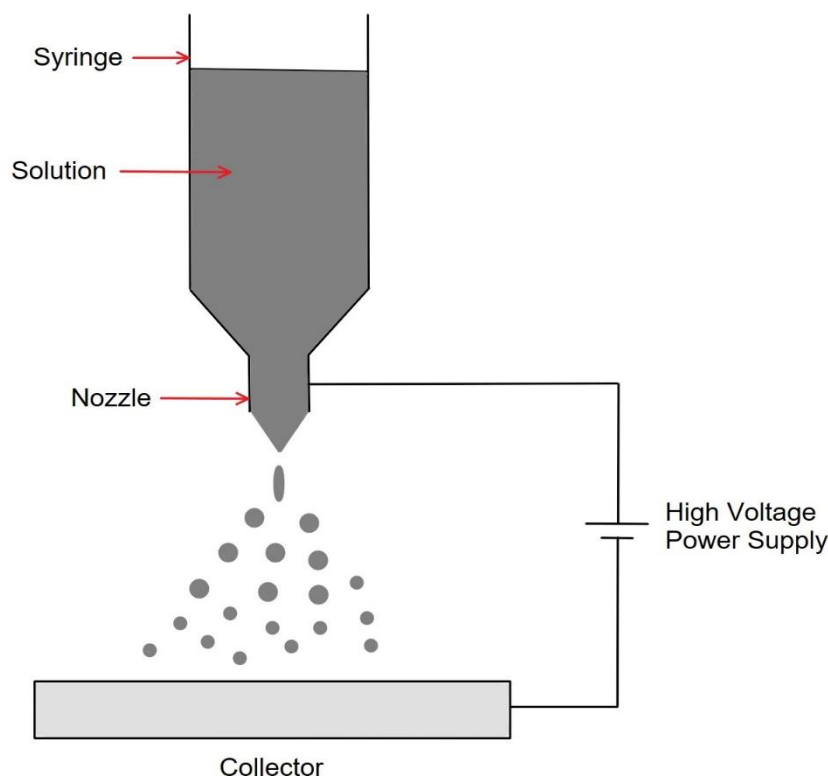 Syringe
Solution
Nozzle
High Voltage
Power Supply
Collector